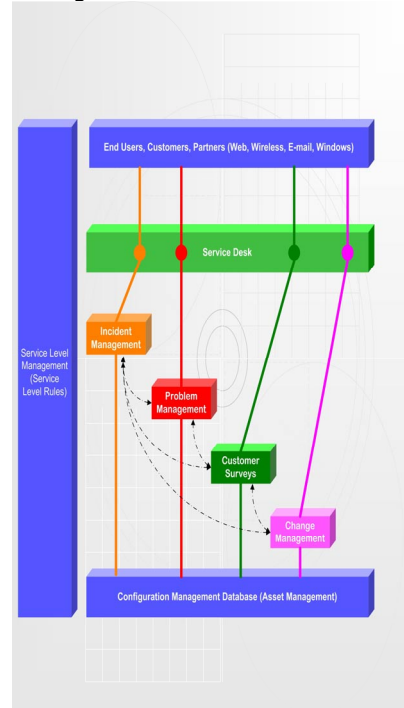 End Users, Customers, Partners (Web, Wireless, E-mail, Windows)
Service Desk
Incident
Management
Service Level
Management
(Service
Level Rules)
Problem
Management
Customer
Surveys
Change
Management
Configuration Management Database (Asset Management)